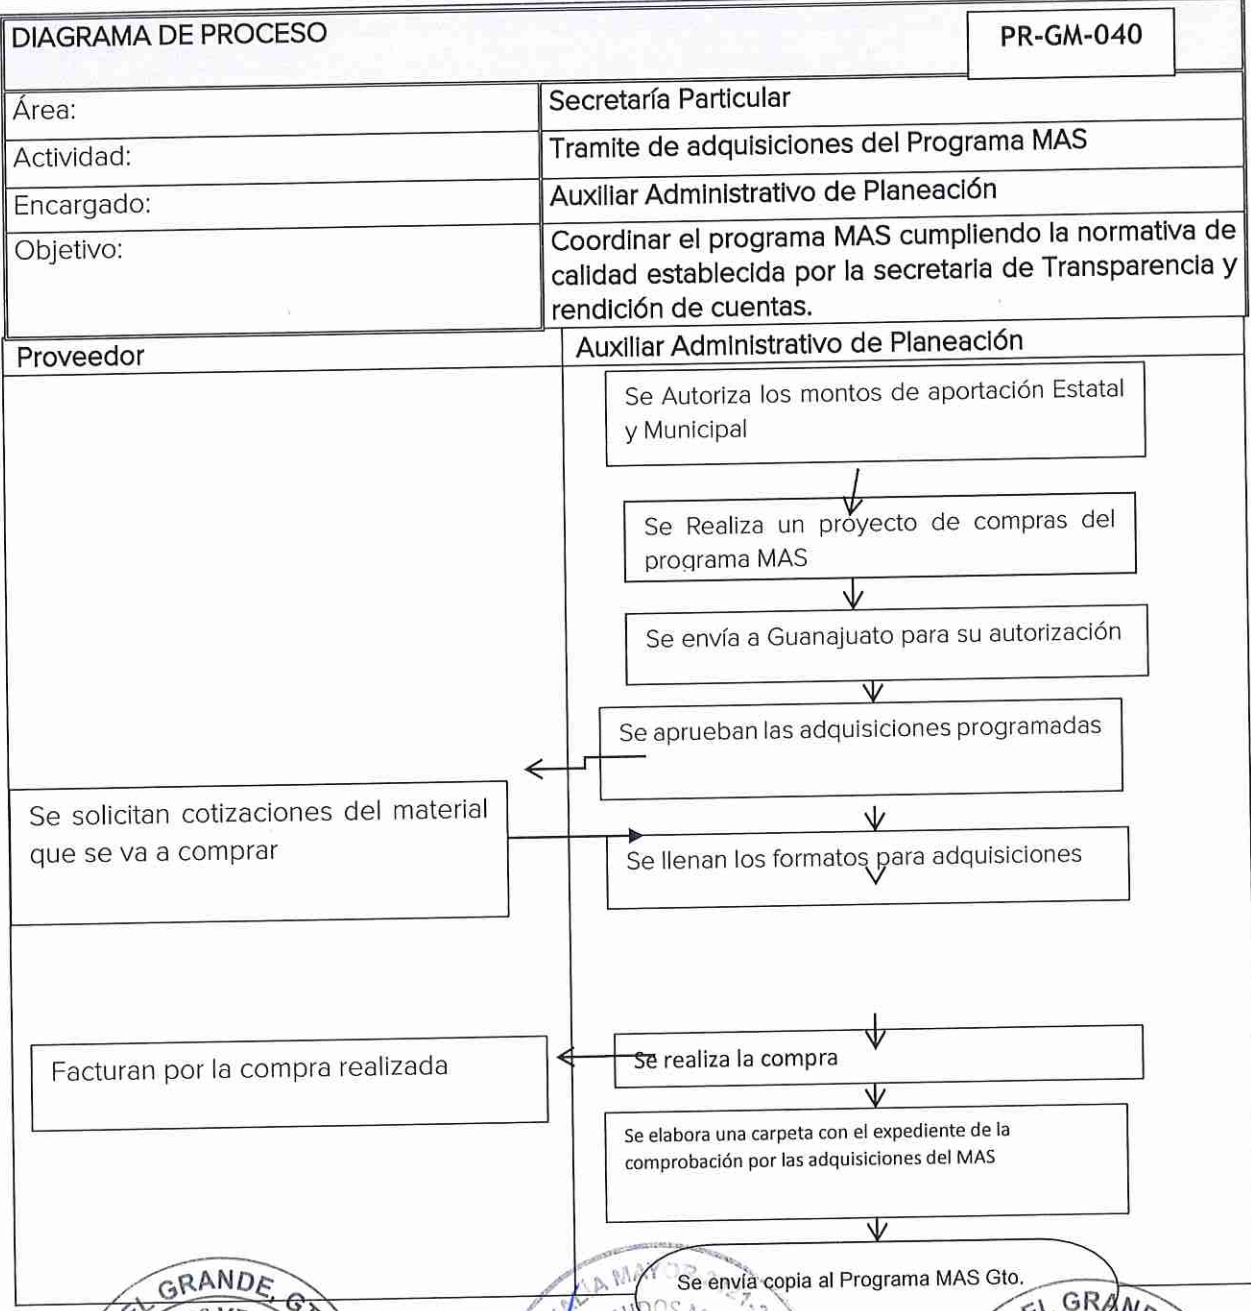 DIAGRAMA DE PROCESO
PR-GM-040
Área:
Secretaría Particular
Actividad:
Tramite de adquisiciones del Programa MAS
Encargado:
Auxiliar Administrativo de Planeación
Objetivo:
Coordinar el programa MAS cumpliendo la normativa de
calidad establecida por la secretaria de Transparencia y
rendición de cuentas.
Proveedor
Auxiliar Administrativo de Planeación
Se Autoriza los montos de aportación Estatal
y Municipal
Se Realiza un proyecto de compras del
programa MAS
Se envía a Guanajuato para su autorización
Se aprueban las adquisiciones programadas
Se solicitan cotizaciones del material
que se va a comprar
Se llenan los formatos para adquisiciones
Se realiza la compra
Facturan por la compra realizada
Se elabora una carpeta con el expediente de la
comprobación por las adquisiciones del MAS
Se envía copia al Programa MAS Gto.
GRANDE,
MAYOR